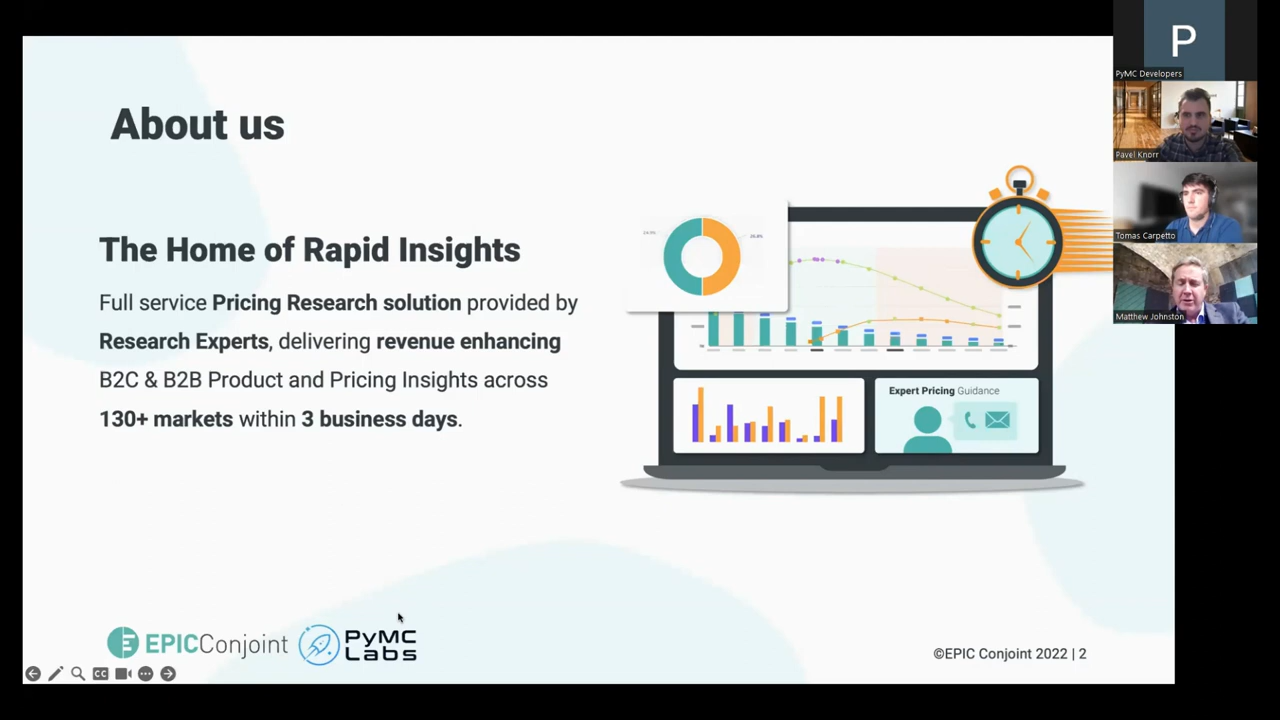 About us
The Home of Rapid Insights
Full service Pricing Research solution provided by
Research Experts, delivering revenue enhancing
B2C & B2B Product and Pricing Insights across
130+ markets within 3 business days.
Expert Pricing Guidance
EPICConjoint
PyMC
Labs
©EPIC Conjoint 2022 | 2
CC
P
PyMC Developers
Pavel Knorr
Tomas Carpetto
Matthew Johnston